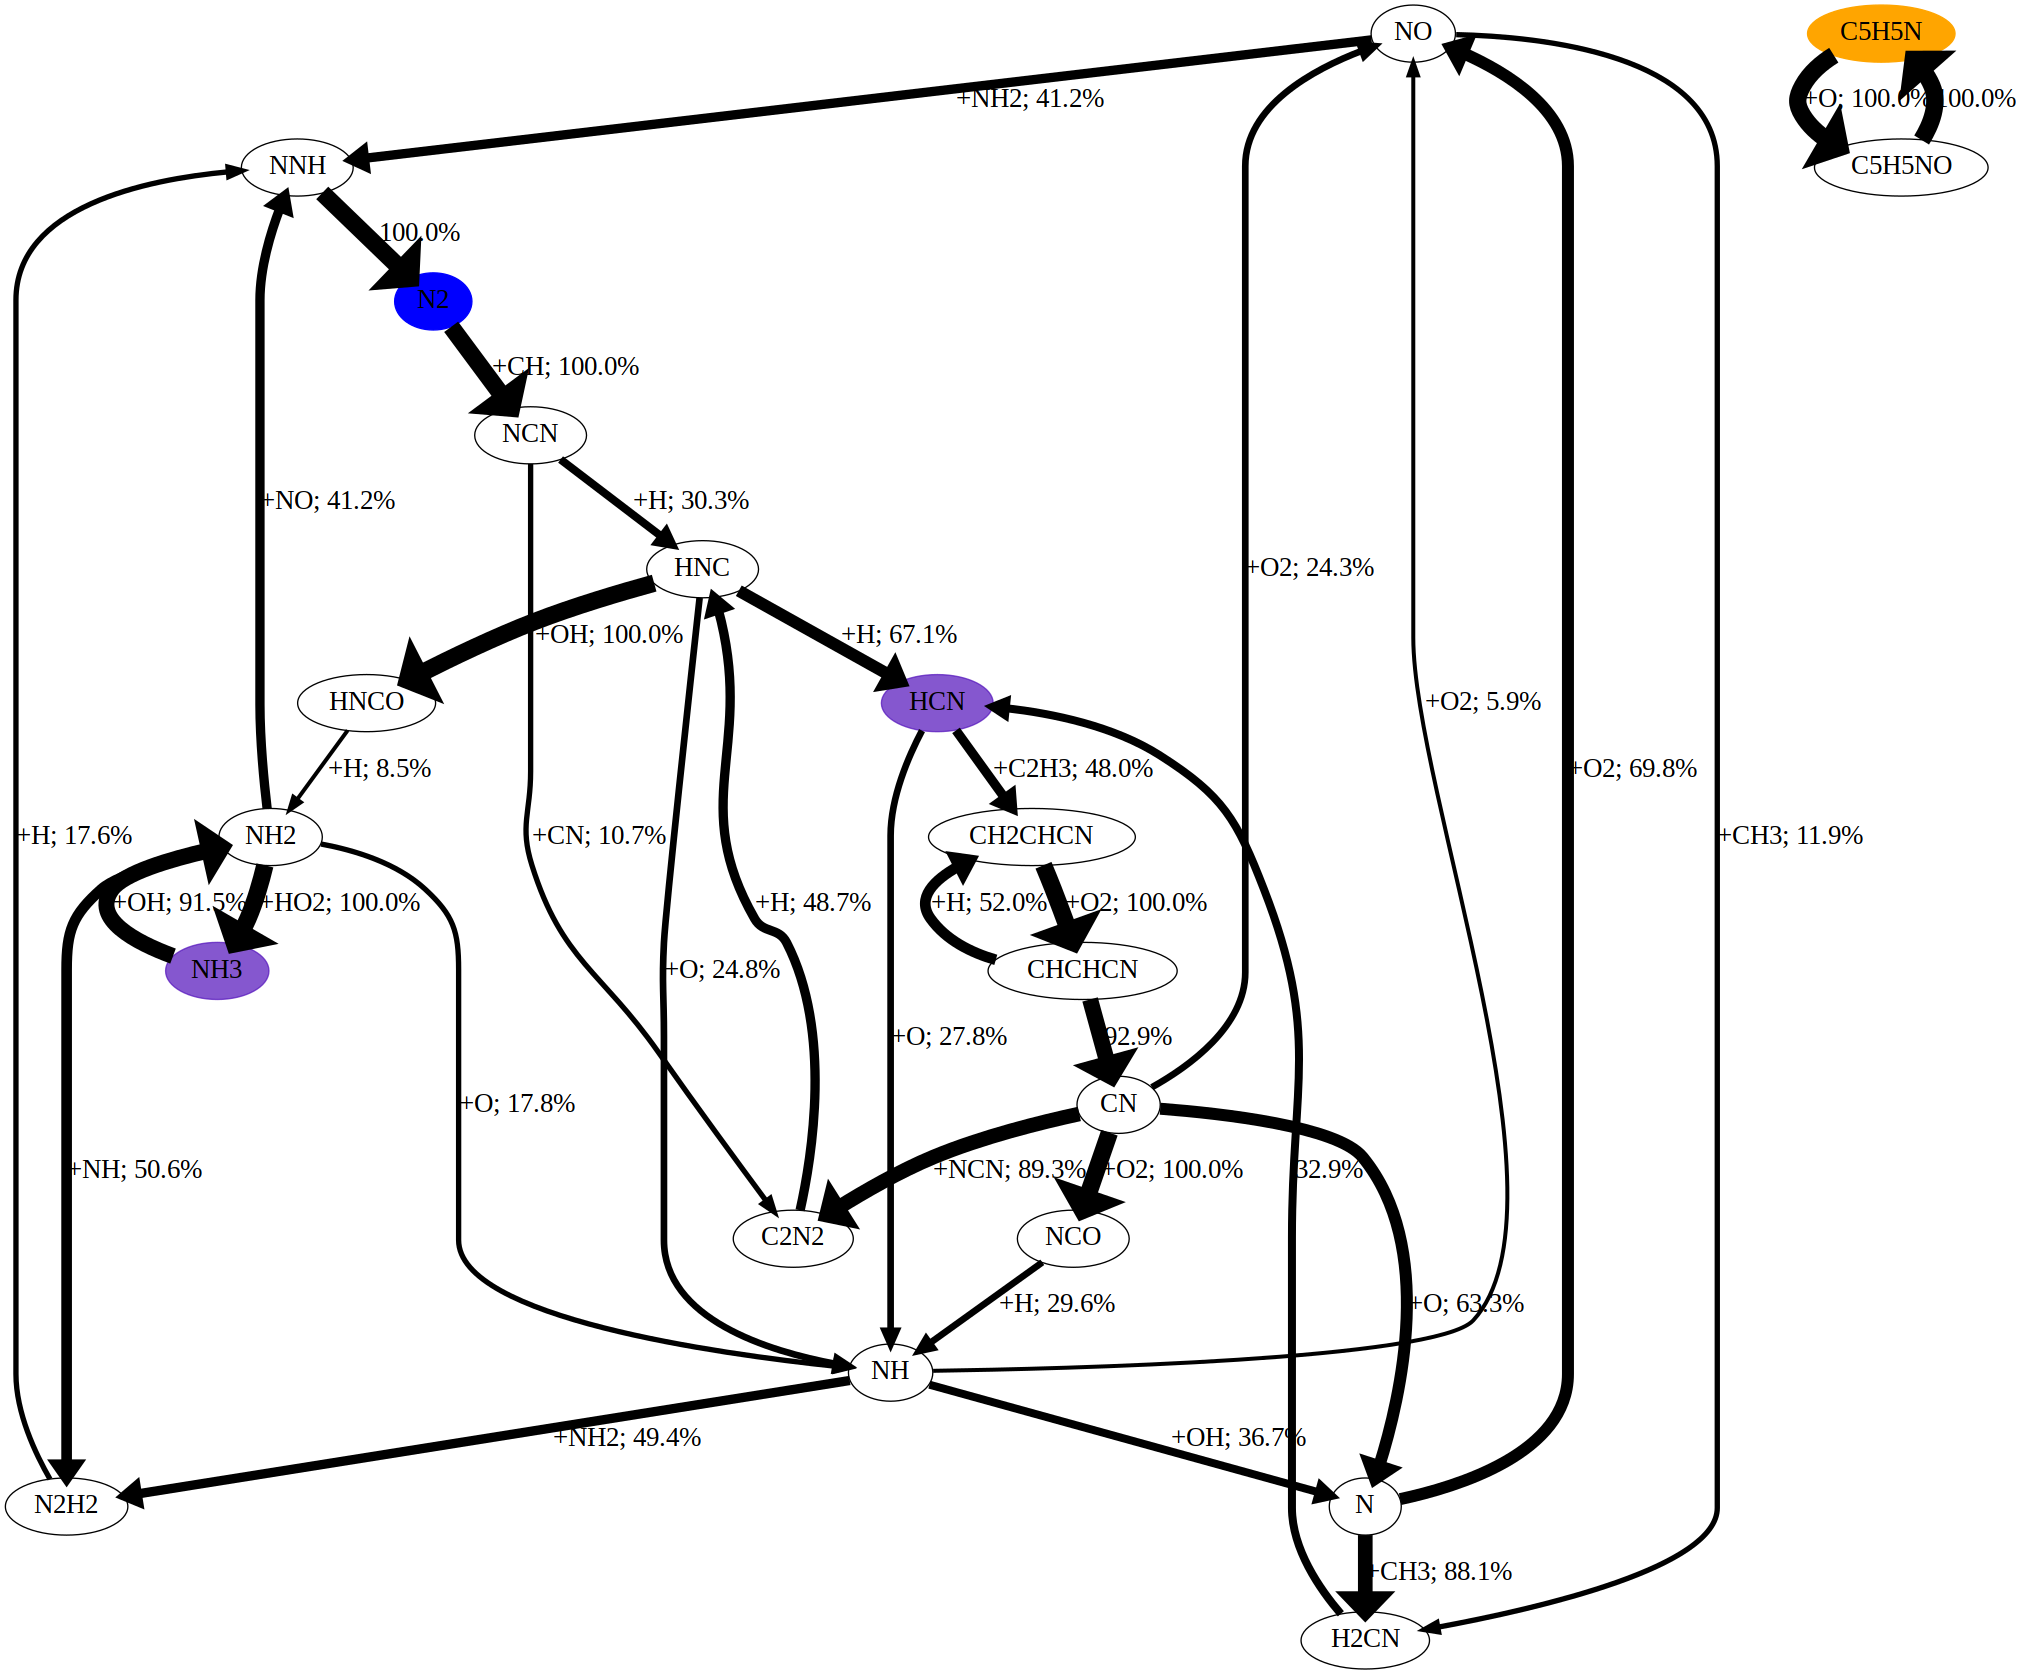 NO
C5H5N
+NH2; 41.2%
+O; 100.0%
100.0%
NNH
C5H5NO
100.0%
N2
+CH; 100.0%
NCN
+NO; 41.2%
+H; 30.3%
HNC
+O2; 24.3%
+OH; 100.0%
+H; 67.1%
HNCO
HCN
+O2; 5.9%
+H; 8.5%
+C2H3; 48.0%
+O2; 69.8%
+H; 17.6%
NH2
+CN; 10.7%
CH2CHCN
+CH3; 11.9%
+OH; 91.5%
+HO2; 100.0%
+H; 48.7%
+H; 52.0%
+O2; 100.0%
NH3
+O; 24.8%
CHCHCN
+O; 27.8%
92.9%
+O; 17.8%
CN
+NH; 50.6%
+NCN; 89.3%
+O2; 100.0%
32.9%
C2N2
NCO
+H; 29.6%
+O; 63.3%
NH
+NH2; 49.4%
+OH; 36.7%
N2H2
N
+CH3; 88.1%
H2CN